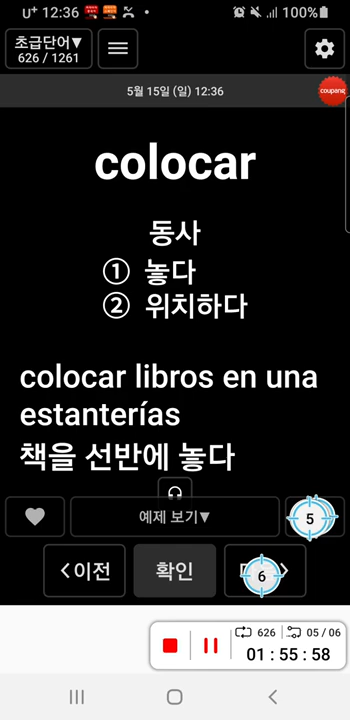 U+ 12:36 100%
초급단어▼
626 / 1261
5월 15일 (일) 12:36
coupang
colocar
동사
① 놓다
② 위치하다
colocar libros en una
estanterías
책을 선반에 놓다
예제 보기▼
5
<이전
확인
6
626 05 / 06
01 : 55 : 58